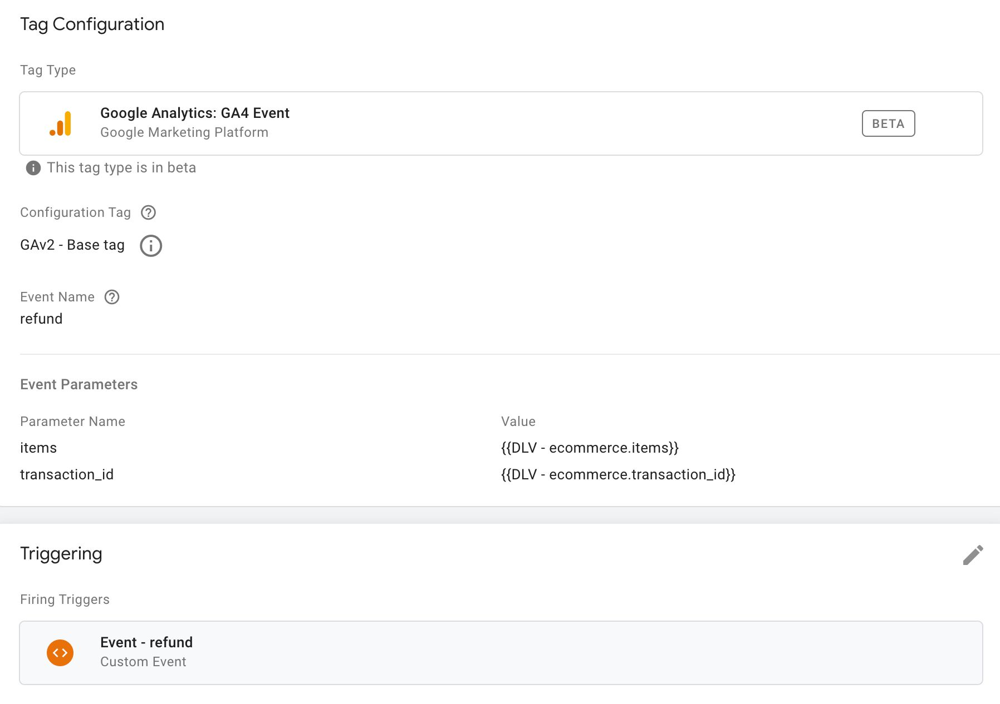 Tag Configuration
Tag Type
Google Analytics: GA4 Event
Google Marketing Platform
BETA
This tag type is in beta
Configuration Tag
GAv2 - Base tag
Event Name
refund
Event Parameters
Parameter Name Value
items {{DLV - ecommerce.items}}
transaction_id {{DLV - ecommerce.transaction_id}}
Triggering
Firing Triggers
Event - refund
Custom Event